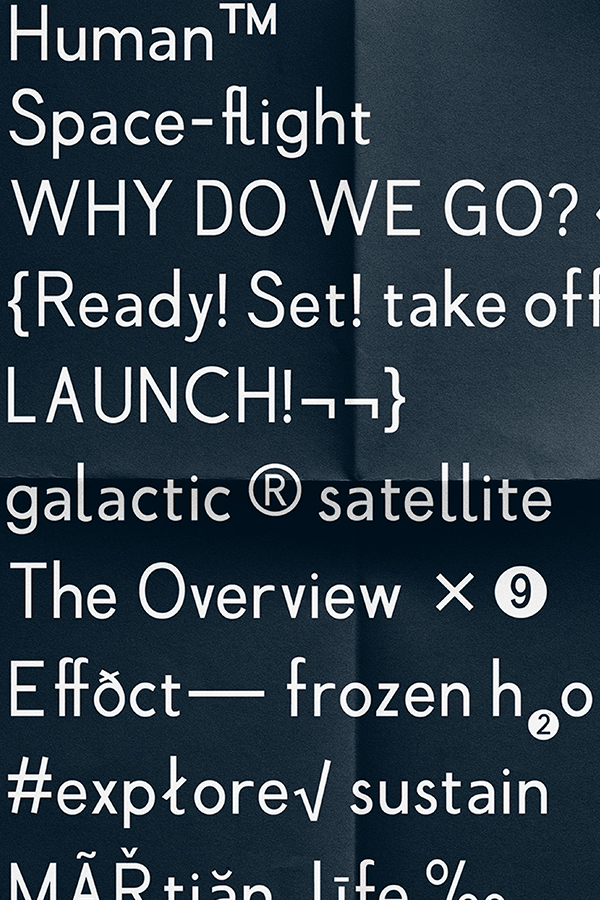 Human™
Space-flight
WHY DO WE GO?
{Ready! Set! take off
LAUNCH!¬¬}
galactic ® satellite
The Overview × ❾
Effðct— frozen h₂o
#expłore√ sustain
MÃŘtiăn līfe ‰